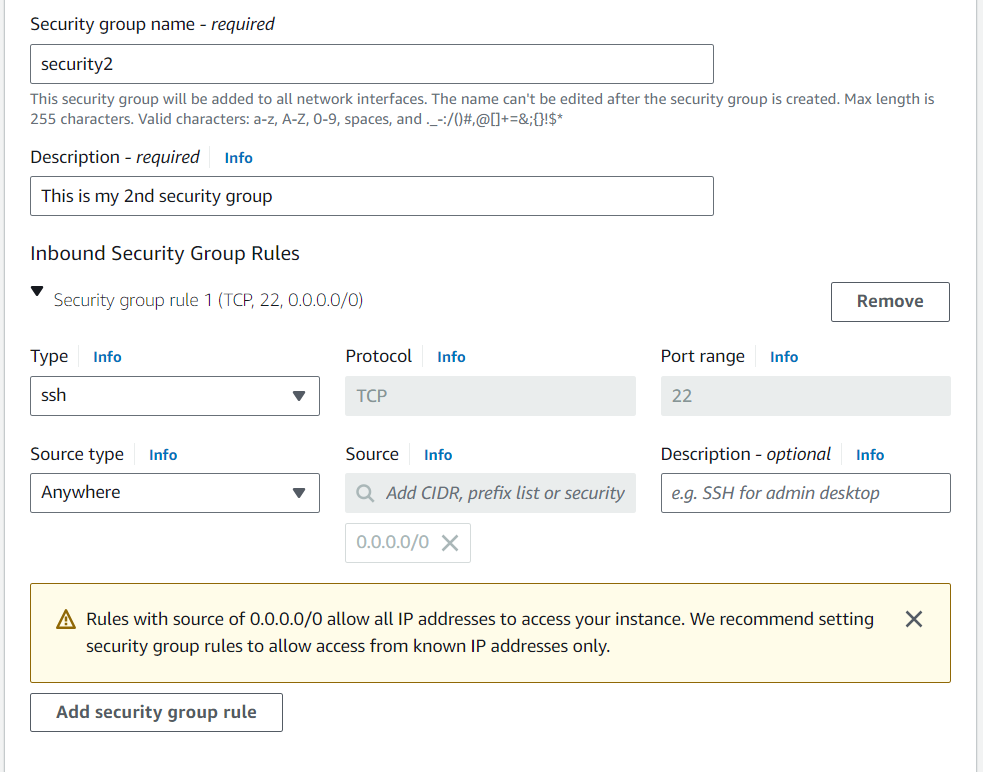 Security group name - required
security2
This security group will be added to all network interfaces. The name can't be edited after the security group is created. Max length is
255 characters. Valid characters: a-z, A-Z, 0-9, spaces, and ._-:/()#,@[]+=&;{}!$*
Description - required Info
This is my 2nd security group
Inbound Security Group Rules
Security group rule 1 (TCP, 22, 0.0.0.0/0)
Remove
Type Info Protocol Info Port range Info
ssh TCP 22
Source type Info Source Info Description - optional Info
Anywhere Add CIDR, prefix list or security e.g. SSH for admin desktop
0.0.0.0/0
Rules with source of 0.0.0.0/0 allow all IP addresses to access your instance. We recommend setting
security group rules to allow access from known IP addresses only.
Add security group rule